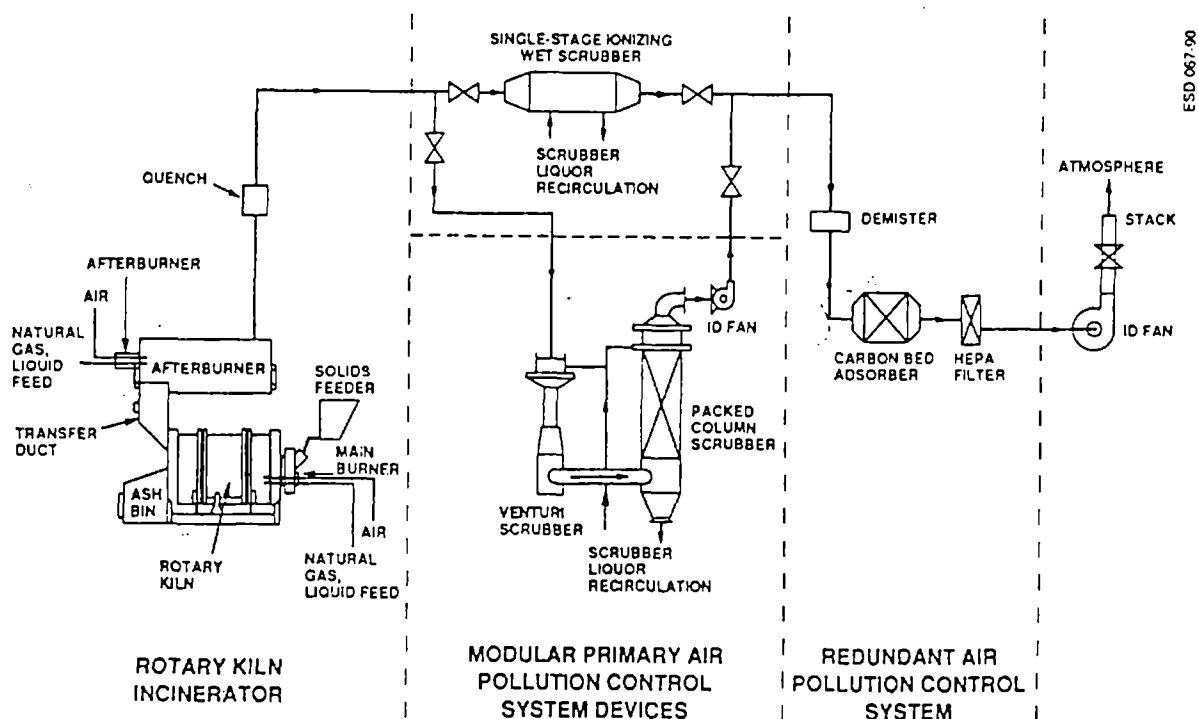 SINGLE-STAGE IONIZING
WET SCRUBBER
SCRUBBER
LIQUOR
RECIRCULATION
QUENCH
AFTERBURNER
AIR
NATURAL
GAS,
LIQUID
FEED
AFTERBURNER
TRANSFER
DUCT
ASH
BIN
SOLIDS
FEEDER
MAIN
BURNER
AIR
NATURAL
GAS,
LIQUID FEED
ROTARY
KILN
ID FAN
PACKED
COLUMN
SCRUBBER
VENTURI
SCRUBBER
SCRUBBER
LIQUOR
RECIRCULATION
DEMISTER
CARBON BED
ADSORBER
HEPA
FILTER
ATMOSPHERE
STACK
ID FAN
ESD 067-90
ROTARY KILN
INCINERATOR
MODULAR PRIMARY AIR
POLLUTION CONTROL
SYSTEM DEVICES
REDUNDANT AIR
POLLUTION CONTROL
SYSTEM